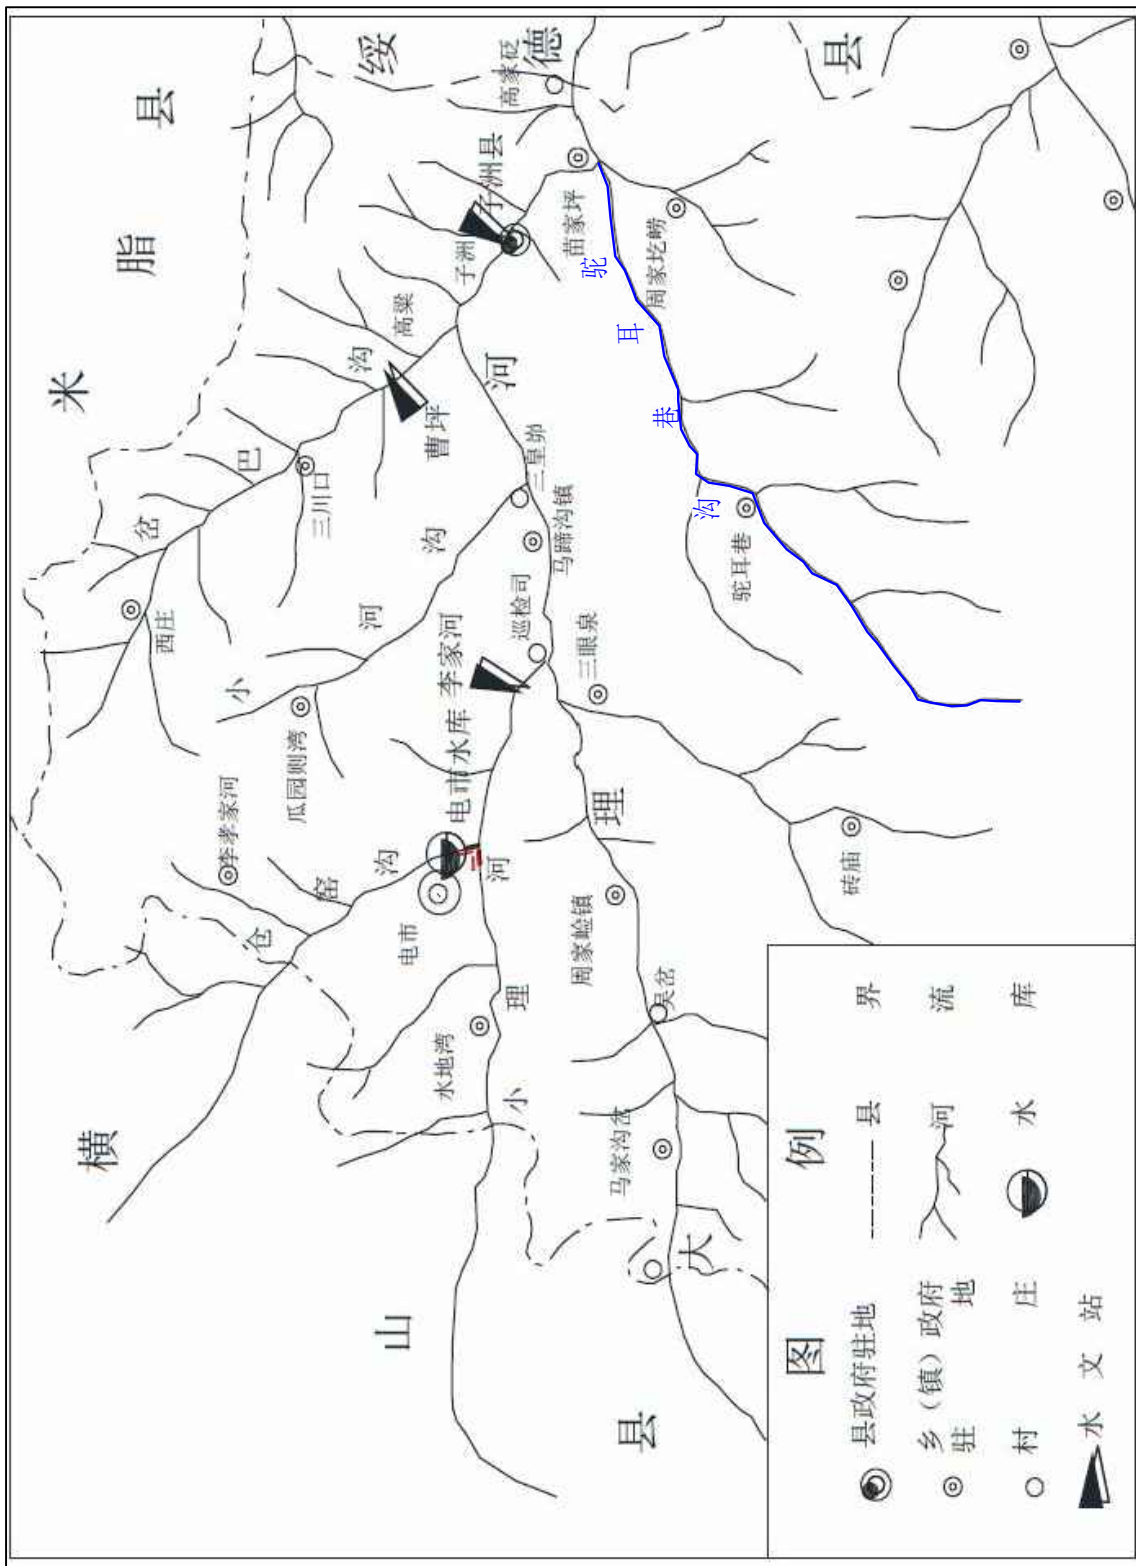 米 脂 县
绥 德 县
横 山 县
岔 巴 沟
小 河 沟
仓 窑 沟
小 理 河
大 理 河
驼 耳 巷 沟
西庄
三川口
曹坪
高粱
子洲
子洲县
高家砭
苗家坪
周家圪崂
瓜园则湾
李孝家河
电市水库
李家河
巡检司
马蹄沟镇
三皇峁
三眼泉
驼耳巷
电市
水地湾
周家崄镇
吴岔
马家沟岔
砖庙
图 例
县政府驻地
县 界
乡（镇）政府
驻 地
河 流
村 庄
水 库
水 文 站